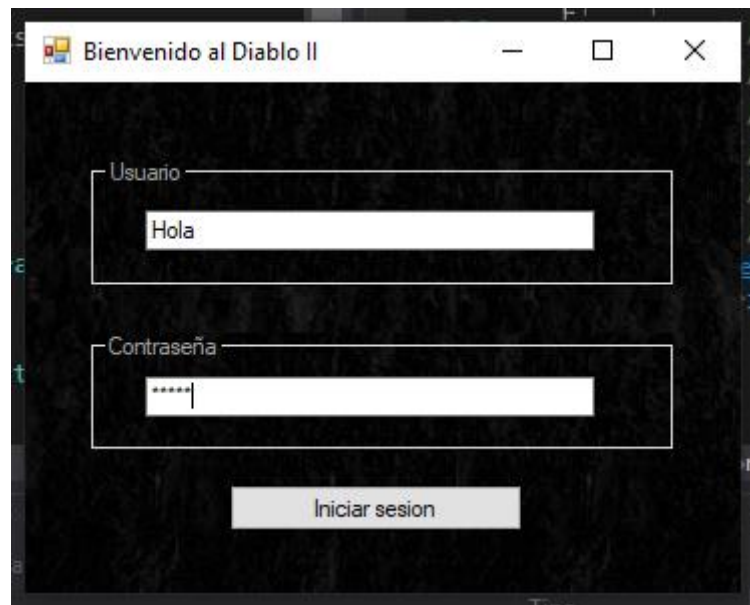 Bienvenido al Diablo II
Usuario
Hola
Contraseña
*****
Iniciar sesion